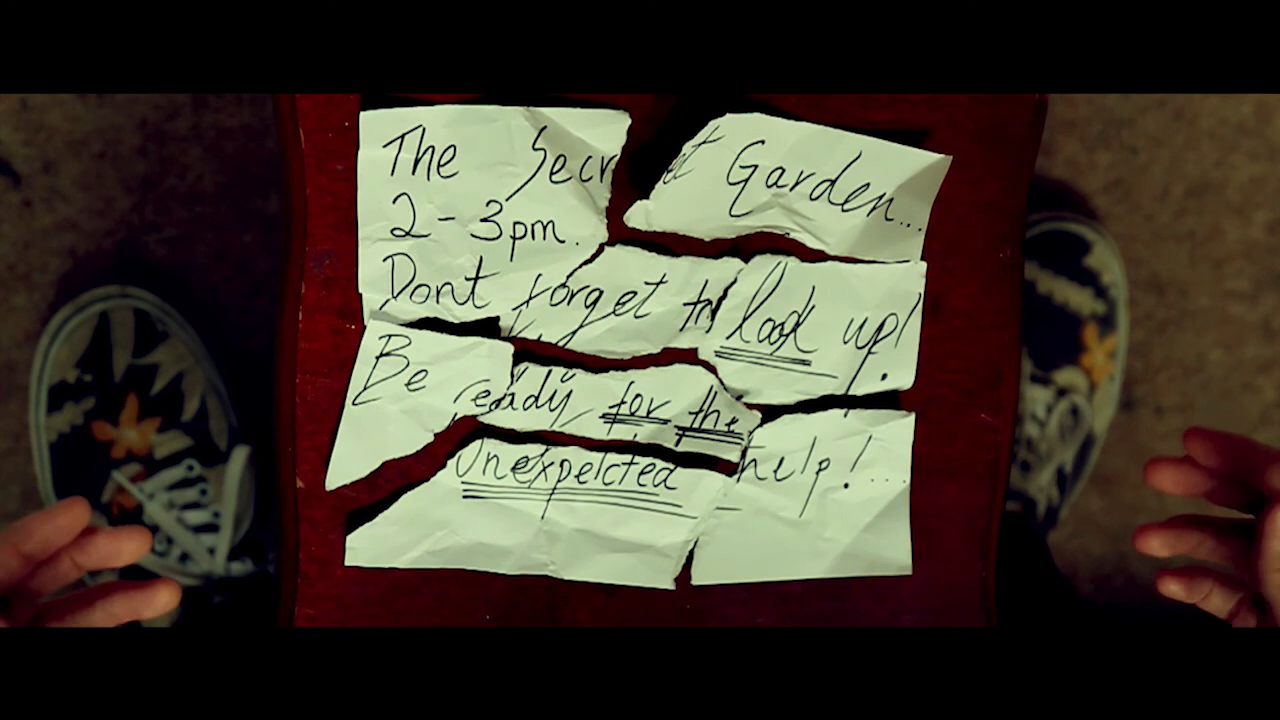 The Secret Garden...
2-3pm.
Dont forget to look up!
Be ready for the
Unexpelcted help!...